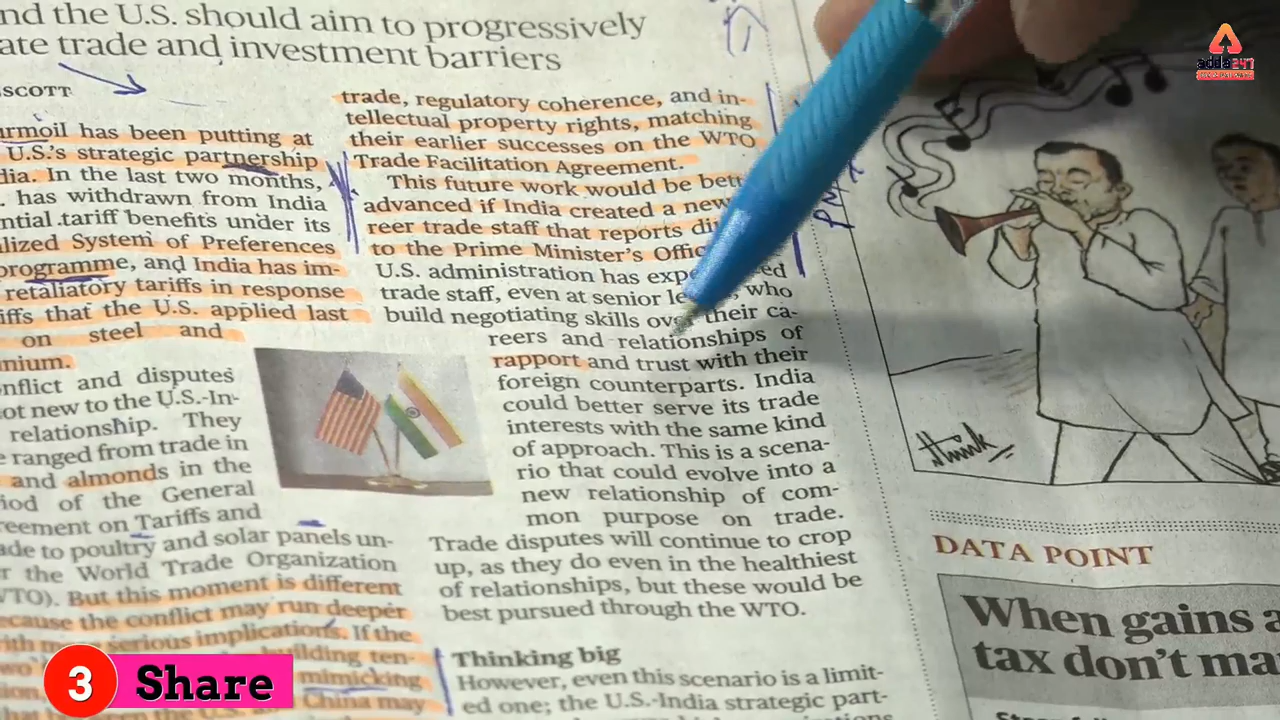 nd the U.S. should aim to progressively
ate trade and investment barriers
SCOTT
urmoil has been putting at
U.S.'s strategic partnership
dia. In the last two months,
. has withdrawn from India
ntial tariff benefits under its
lized System of Preferences
programme, and India has im-
retaliatory tariffs in response
iffs that the U.S. applied last
on steel and
nium.
nflict and disputes
ot new to the U.S.-In-
relationship. They
e ranged from trade in
and almonds in the
iod of the General
reement on Tariffs and
ade to poultry and solar panels un-
r the World Trade Organization
WTO). But this moment is different
ecause the conflict may run deeper
ith more serious implications. If the
building ten-
mimicking
China may
trade, regulatory coherence, and in-
tellectual property rights, matching
their earlier successes on the WTO
Trade Facilitation Agreement.
This future work would be bett
advanced if India created a new
reer trade staff that reports di
to the Prime Minister's Offic
U.S. administration has exp ed
trade staff, even at senior le , who
build negotiating skills over their ca-
reers and relationships of
rapport and trust with their
foreign counterparts. India
could better serve its trade
interests with the same kind
of approach. This is a scena-
rio that could evolve into a
new relationship of com-
mon purpose on trade.
Trade disputes will continue to crop
up, as they do even in the healthiest
of relationships, but these would be
best pursued through the WTO.
Thinking big
However, even this scenario is a limit-
ed one; the U.S.-India strategic part-
DATA POINT
When gains a
tax don't ma
adda247
3 Share